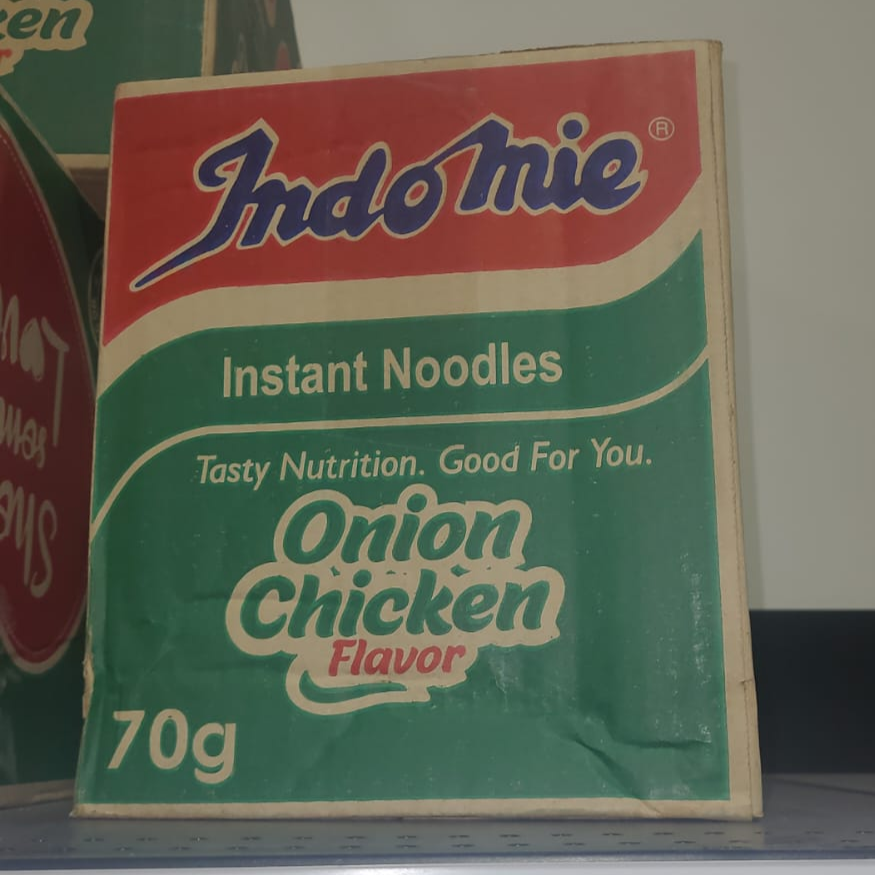 Indomie®
Instant Noodles
Tasty Nutrition. Good For You.
Onion
Chicken
Flavor
70g